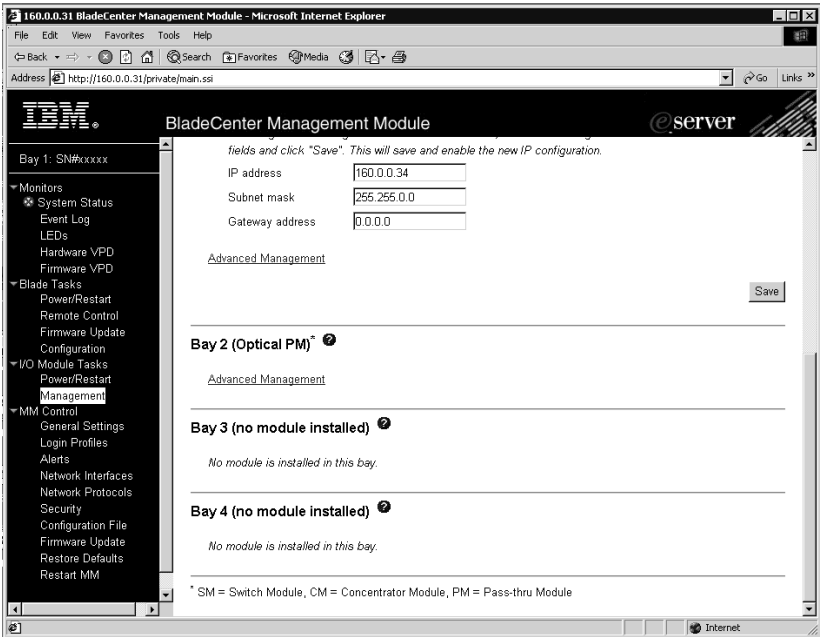 160.0.0.31 BladeCenter Management Module - Microsoft Internet Explorer
File Edit View Favorites Tools Help
Back Search Favorites Media
Address http://160.0.0.31/private/main.ssi Go Links »
IBM®
BladeCenter Management Module
@server
Bay 1: SN#xxxxx
Monitors
System Status
Event Log
LEDs
Hardware VPD
Firmware VPD
Blade Tasks
Power/Restart
Remote Control
Firmware Update
Configuration
I/O Module Tasks
Power/Restart
Management
MM Control
General Settings
Login Profiles
Alerts
Network Interfaces
Network Protocols
Security
Configuration File
Firmware Update
Restore Defaults
Restart MM
fields and click "Save". This will save and enable the new IP configuration.
IP address 160.0.0.34
Subnet mask 255.255.0.0
Gateway address 0.0.0.0
Advanced Management
Save
Bay 2 (Optical PM)* ?
Advanced Management
Bay 3 (no module installed) ?
No module is installed in this bay.
Bay 4 (no module installed) ?
No module is installed in this bay.
* SM = Switch Module, CM = Concentrator Module, PM = Pass-thru Module
Internet